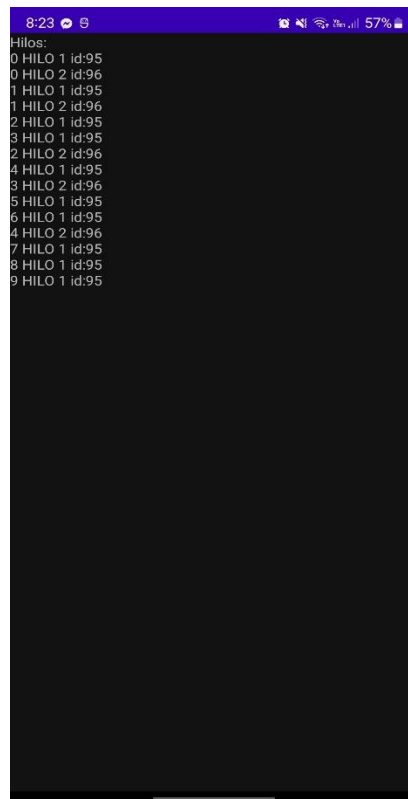 8:23 57%
Hilos:
0 HILO 1 id:95
0 HILO 2 id:96
1 HILO 1 id:95
1 HILO 2 id:96
2 HILO 1 id:95
3 HILO 1 id:95
2 HILO 2 id:96
4 HILO 1 id:95
3 HILO 2 id:96
5 HILO 1 id:95
6 HILO 1 id:95
4 HILO 2 id:96
7 HILO 1 id:95
8 HILO 1 id:95
9 HILO 1 id:95